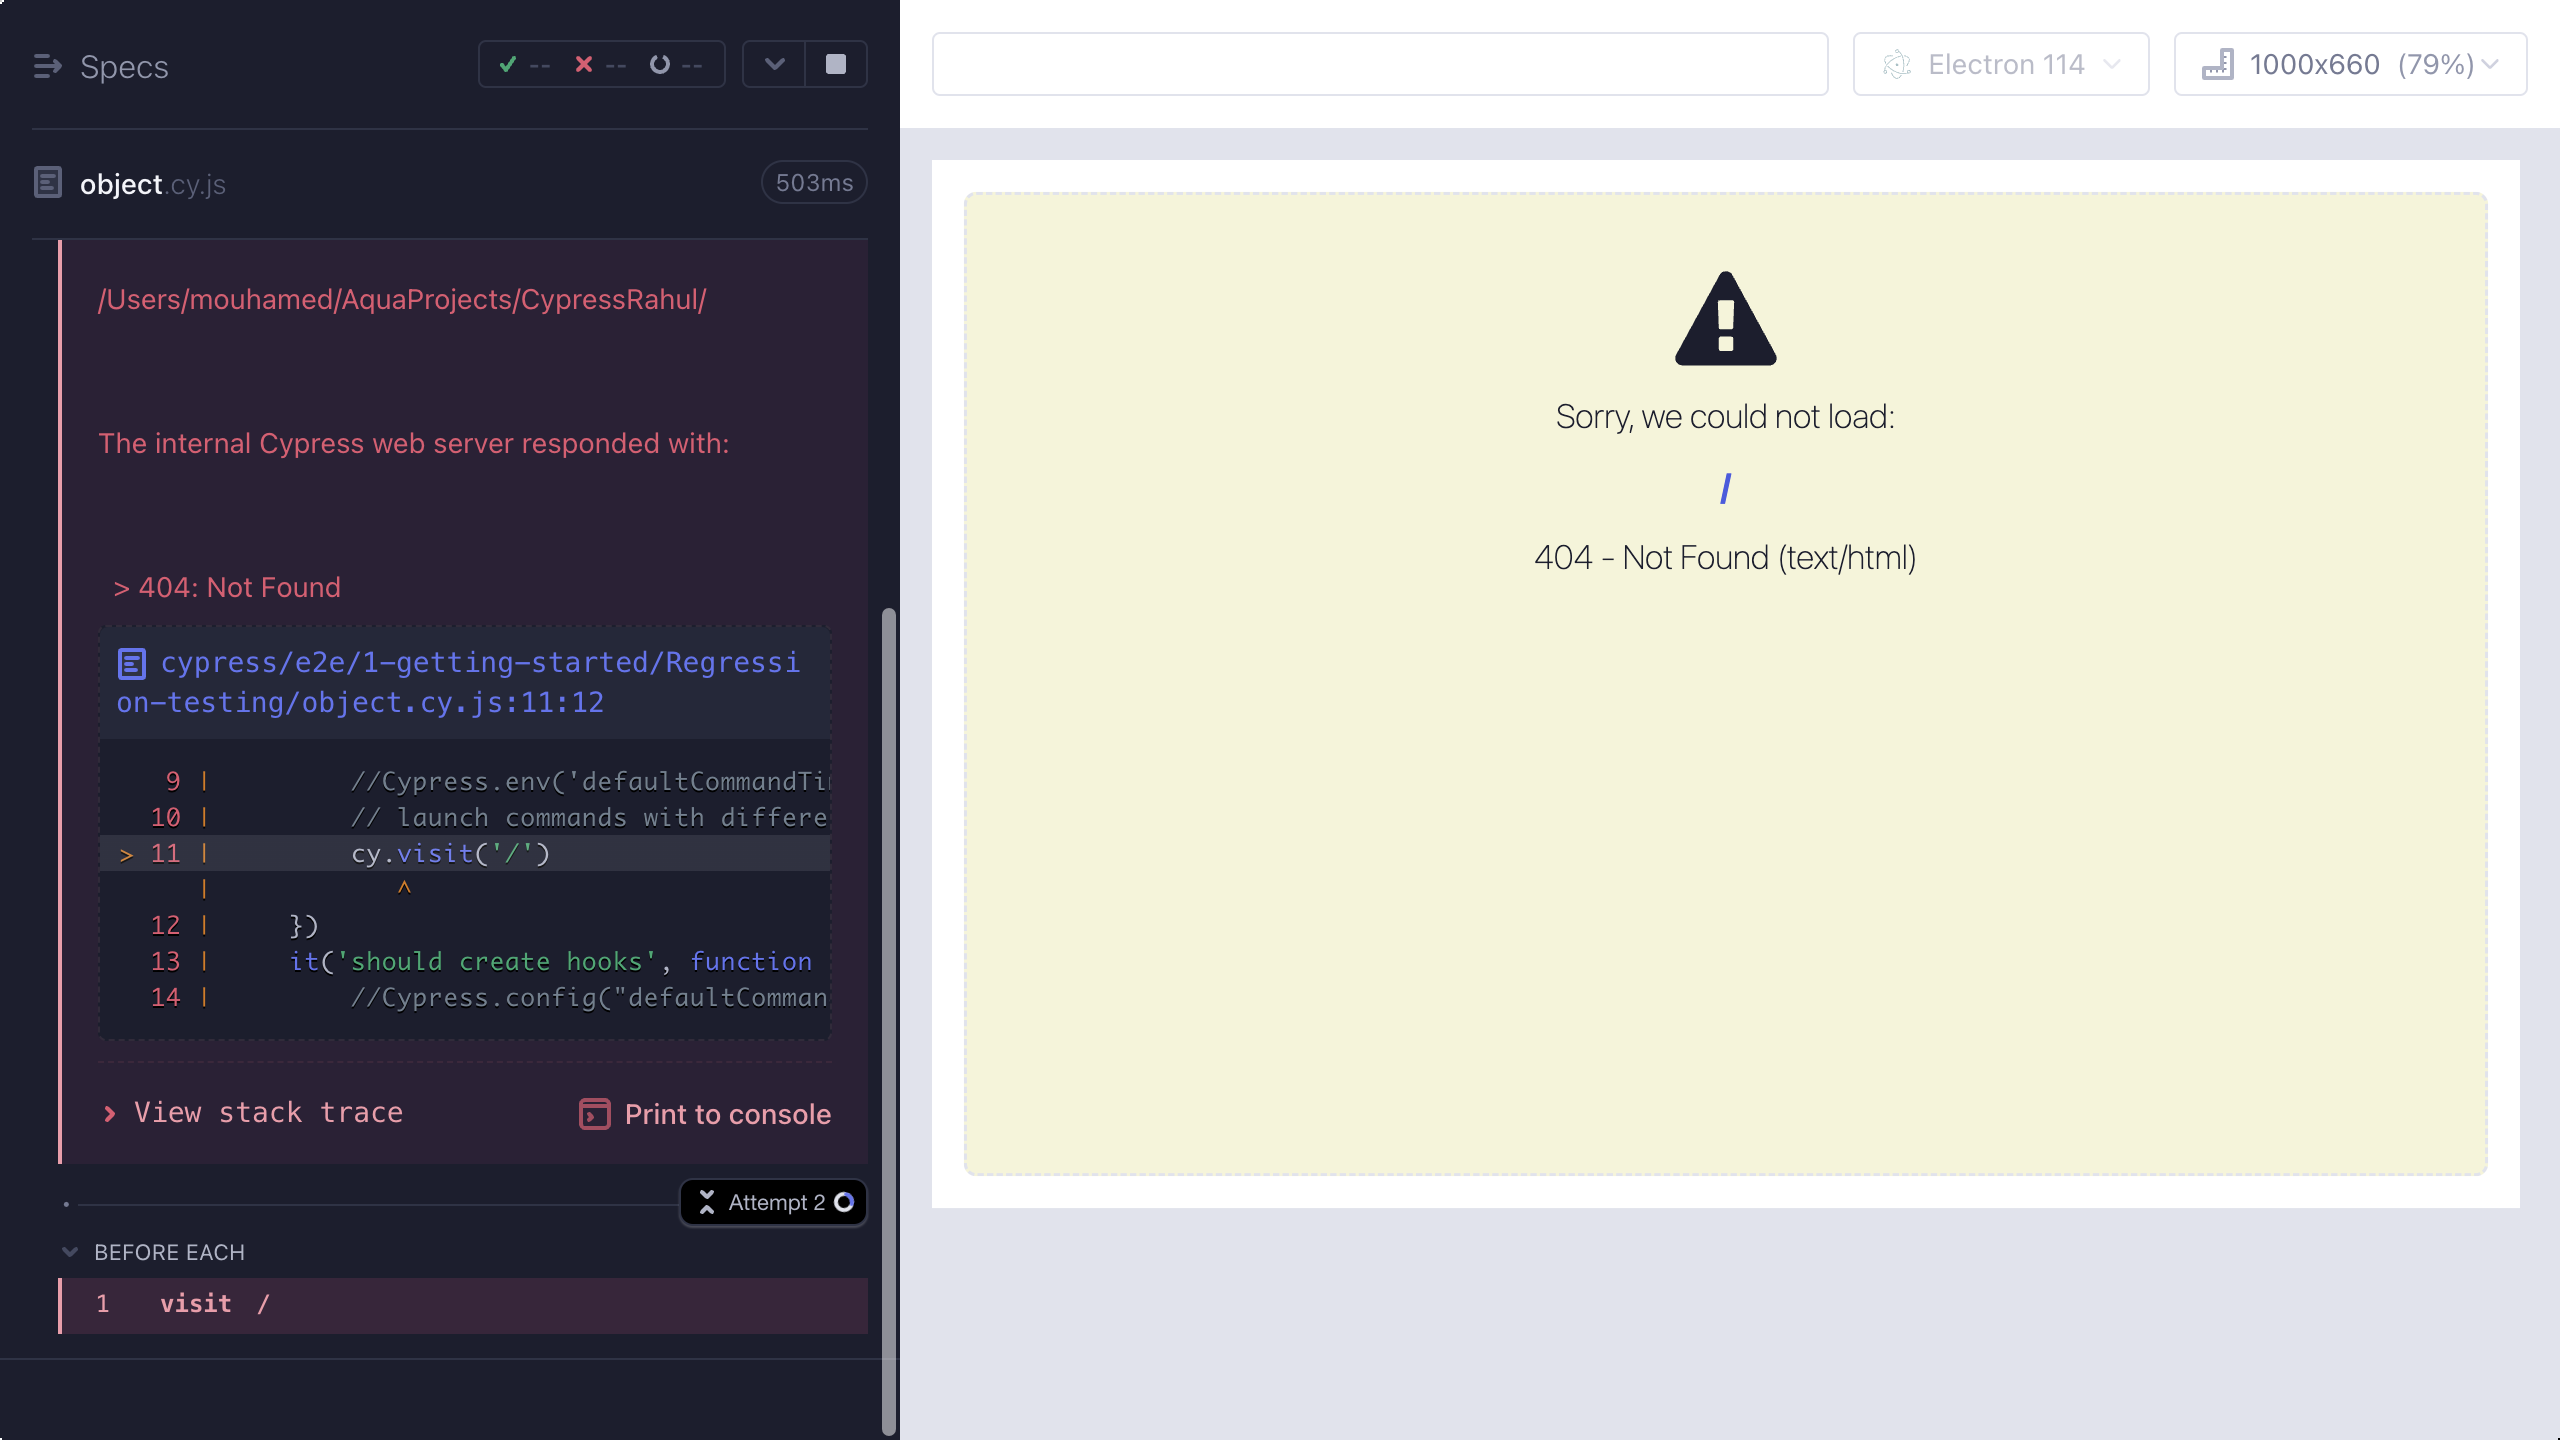 Specs
-- -- --
Electron 114
1000x660 (79%)
object.cy.js
503ms
/Users/mouhamed/AquaProjects/CypressRahul/
The internal Cypress web server responded with:
> 404: Not Found
cypress/e2e/1-getting-started/Regressi
on-testing/object.cy.js:11:12
9 | //Cypress.env('defaultCommandTi
10 | // launch commands with differe
> 11 | cy.visit('/')
| ^
12 | })
13 | it('should create hooks', function
14 | //Cypress.config("defaultComman
View stack trace
Print to console
Attempt 2
BEFORE EACH
1 visit /
Sorry, we could not load:
/
404 - Not Found (text/html)